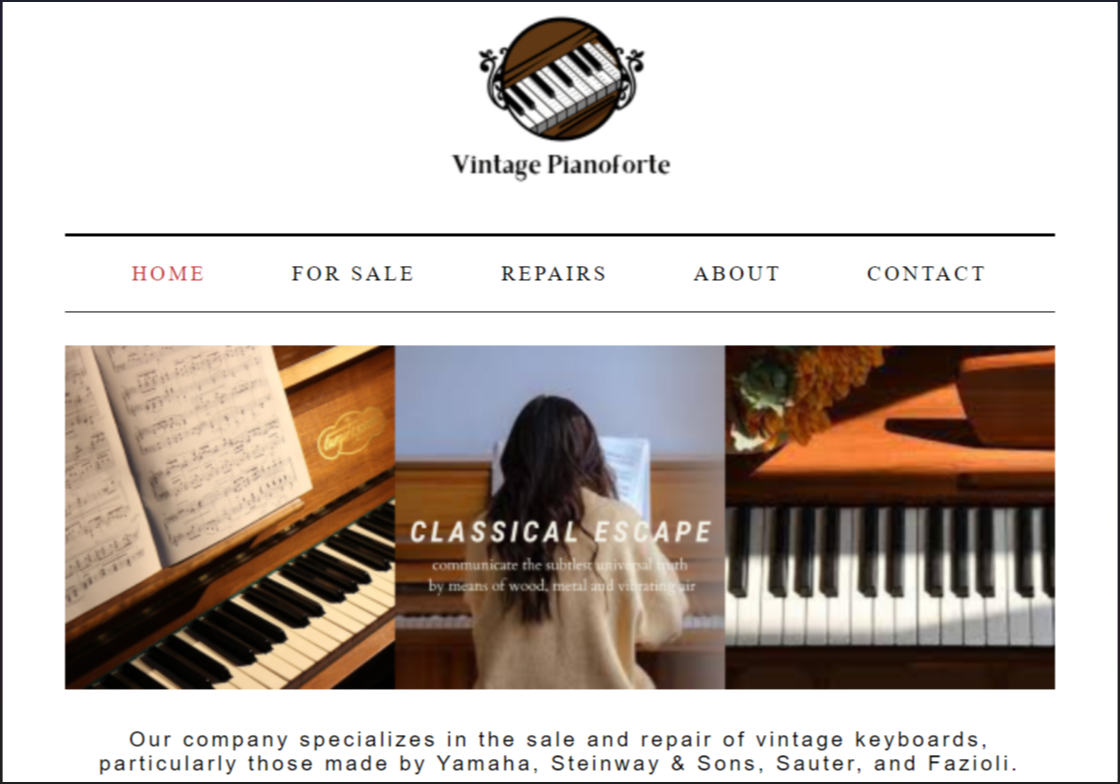 Vintage Pianoforte
HOME FOR SALE REPAIRS ABOUT CONTACT
CLASSICAL ESCAPE
communicate the subtlest universal truth
by means of wood, metal and vibrating air
Our company specializes in the sale and repair of vintage keyboards,
particularly those made by Yamaha, Steinway & Sons, Sauter, and Fazioli.